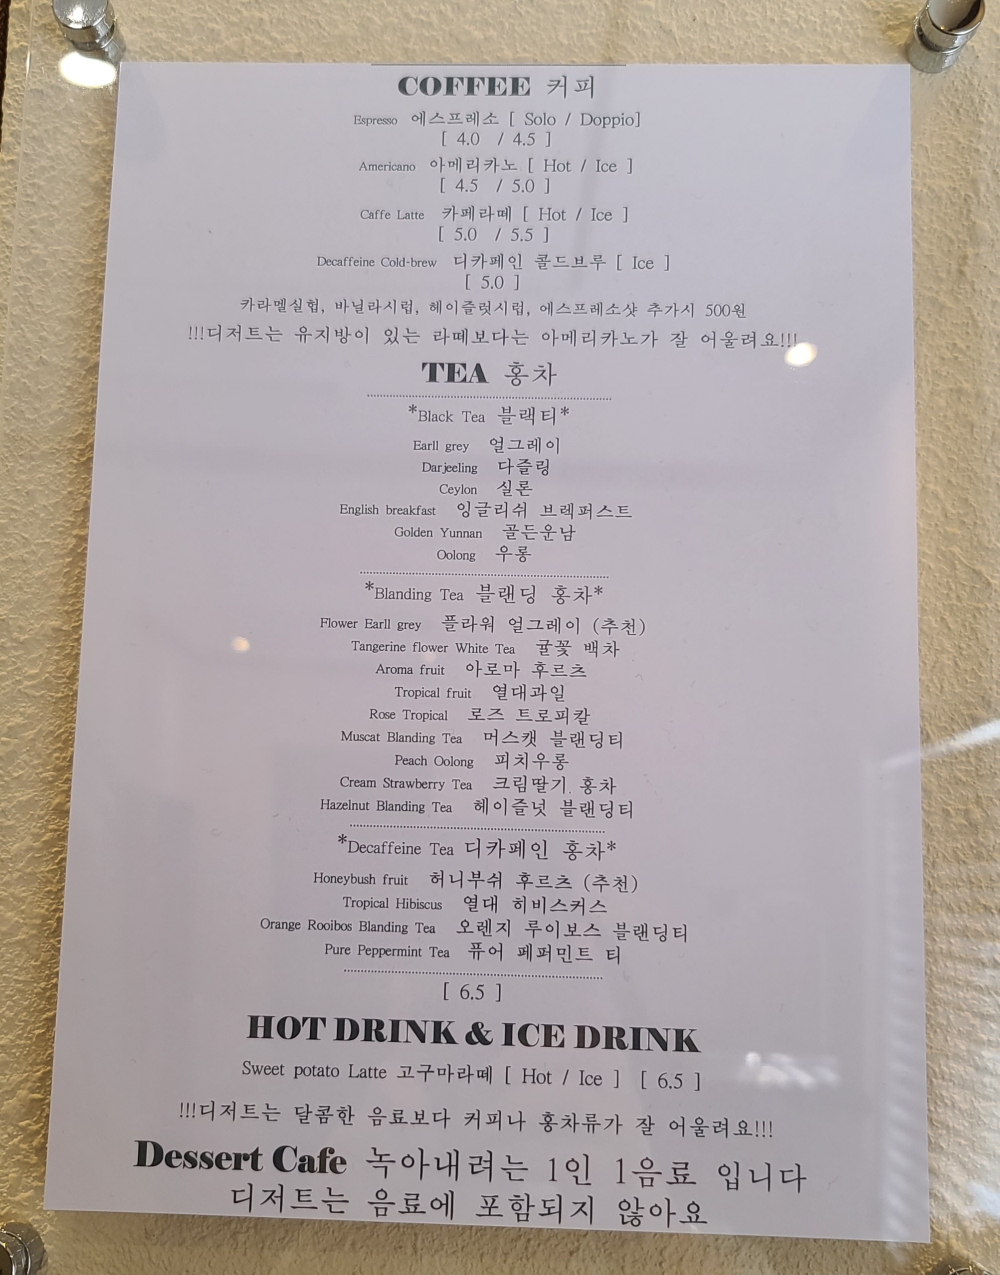 COFFEE 커피
Espresso 에스프레소 [ Solo / Doppio]
[ 4.0 / 4.5 ]
Americano 아메리카노 [ Hot / Ice ]
[ 4.5 / 5.0 ]
Caffe Latte 카페라떼 [ Hot / Ice ]
[ 5.0 / 5.5 ]
Decaffeine Cold-brew 디카페인 콜드브루 [ Ice ]
[ 5.0 ]
카라멜실럽, 바닐라시럽, 헤이즐럿시럽, 에스프레소샷 추가시 500원
!!!디저트는 유지방이 있는 라떼보다는 아메리카노가 잘 어울려요!!!
TEA 홍차
*Black Tea 블랙티*
Earll grey 얼그레이
Darjeeling 다즐링
Ceylon 실론
English breakfast 잉글리쉬 브렉퍼스트
Golden Yunnan 골든운남
Oolong 우롱
*Blanding Tea 블랜딩 홍차*
Flower Earll grey 플라워 얼그레이 (추천)
Tangerine flower White Tea 귤꽃 백차
Aroma fruit 아로마 후르츠
Tropical fruit 열대과일
Rose Tropical 로즈 트로피칼
Muscat Blanding Tea 머스캣 블랜딩티
Peach Oolong 피치우롱
Cream Strawberry Tea 크림딸기 홍차
Hazelnut Blanding Tea 헤이즐넛 블랜딩티
*Decaffeine Tea 디카페인 홍차*
Honeybush fruit 허니부쉬 후르츠 (추천)
Tropical Hibiscus 열대 히비스커스
Orange Rooibos Blanding Tea 오렌지 루이보스 블랜딩티
Pure Peppermint Tea 퓨어 페퍼민트 티
[ 6.5 ]
HOT DRINK & ICE DRINK
Sweet potato Latte 고구마라떼 [ Hot / Ice ] [ 6.5 ]
!!!디저트는 달콤한 음료보다 커피나 홍차류가 잘 어울려요!!!
Dessert Cafe 녹아내려는 1인 1음료 입니다
디저트는 음료에 포함되지 않아요